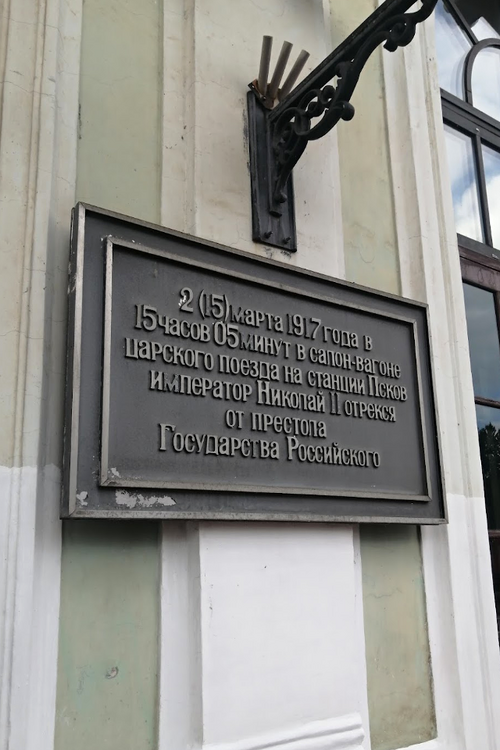 2 (15) марта 1917 года в
15 часов 05 минут в салон-вагоне
царского поезда на станции Псков
император Николай II отрекся
от престола
Государства Российского